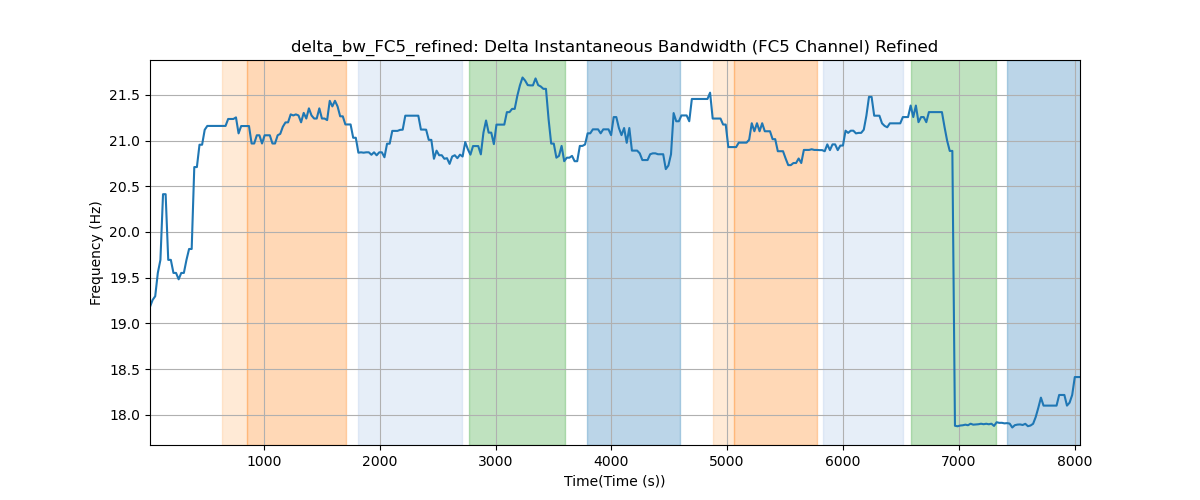 delta_bw_FC5_refined: Delta Instantaneous Bandwidth (FC5 Channel) Refined
Frequency (Hz)
21.5
21.0
20.5
20.0
19.5
19.0
18.5
18.0
1000 2000 3000 4000 5000 6000 7000 8000
Time(Time (s))